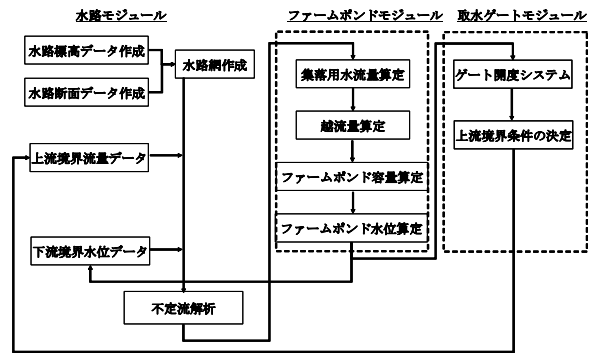 水路モジュール
ファームポンドモジュール
取水ゲートモジュール
水路標高データ作成
水路断面データ作成
水路網作成
上流境界流量データ
下流境界水位データ
不定流解析
集落用水流量算定
越流量算定
ファームポンド容量算定
ファームポンド水位算定
ゲート開度システム
上流境界条件の決定